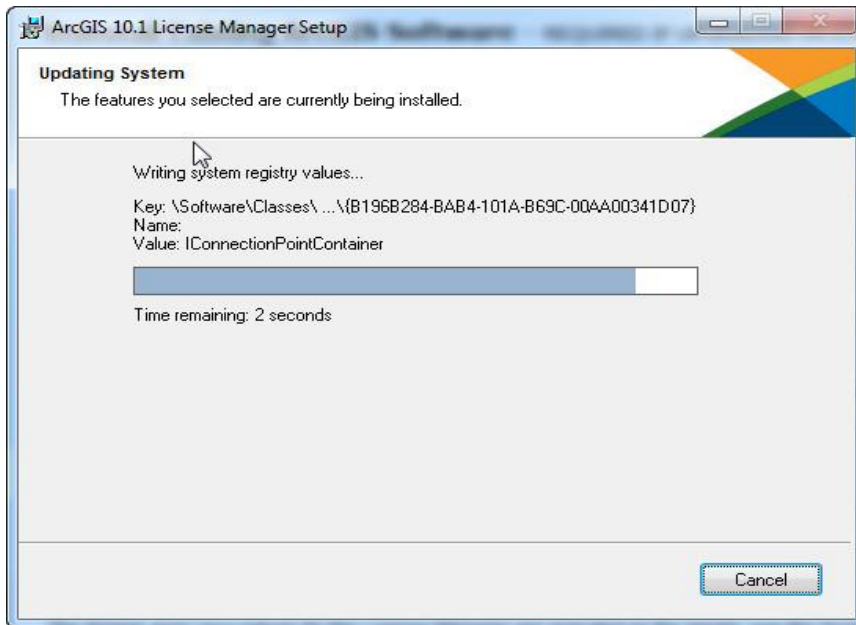 ArcGIS 10.1 License Manager Setup
Updating System
The features you selected are currently being installed.
Writing system registry values...
Key: \Software\Classes\ ...\{B196B284-BAB4-101A-B69C-00AA00341D07}
Name:
Value: IConnectionPointContainer
Time remaining: 2 seconds
Cancel